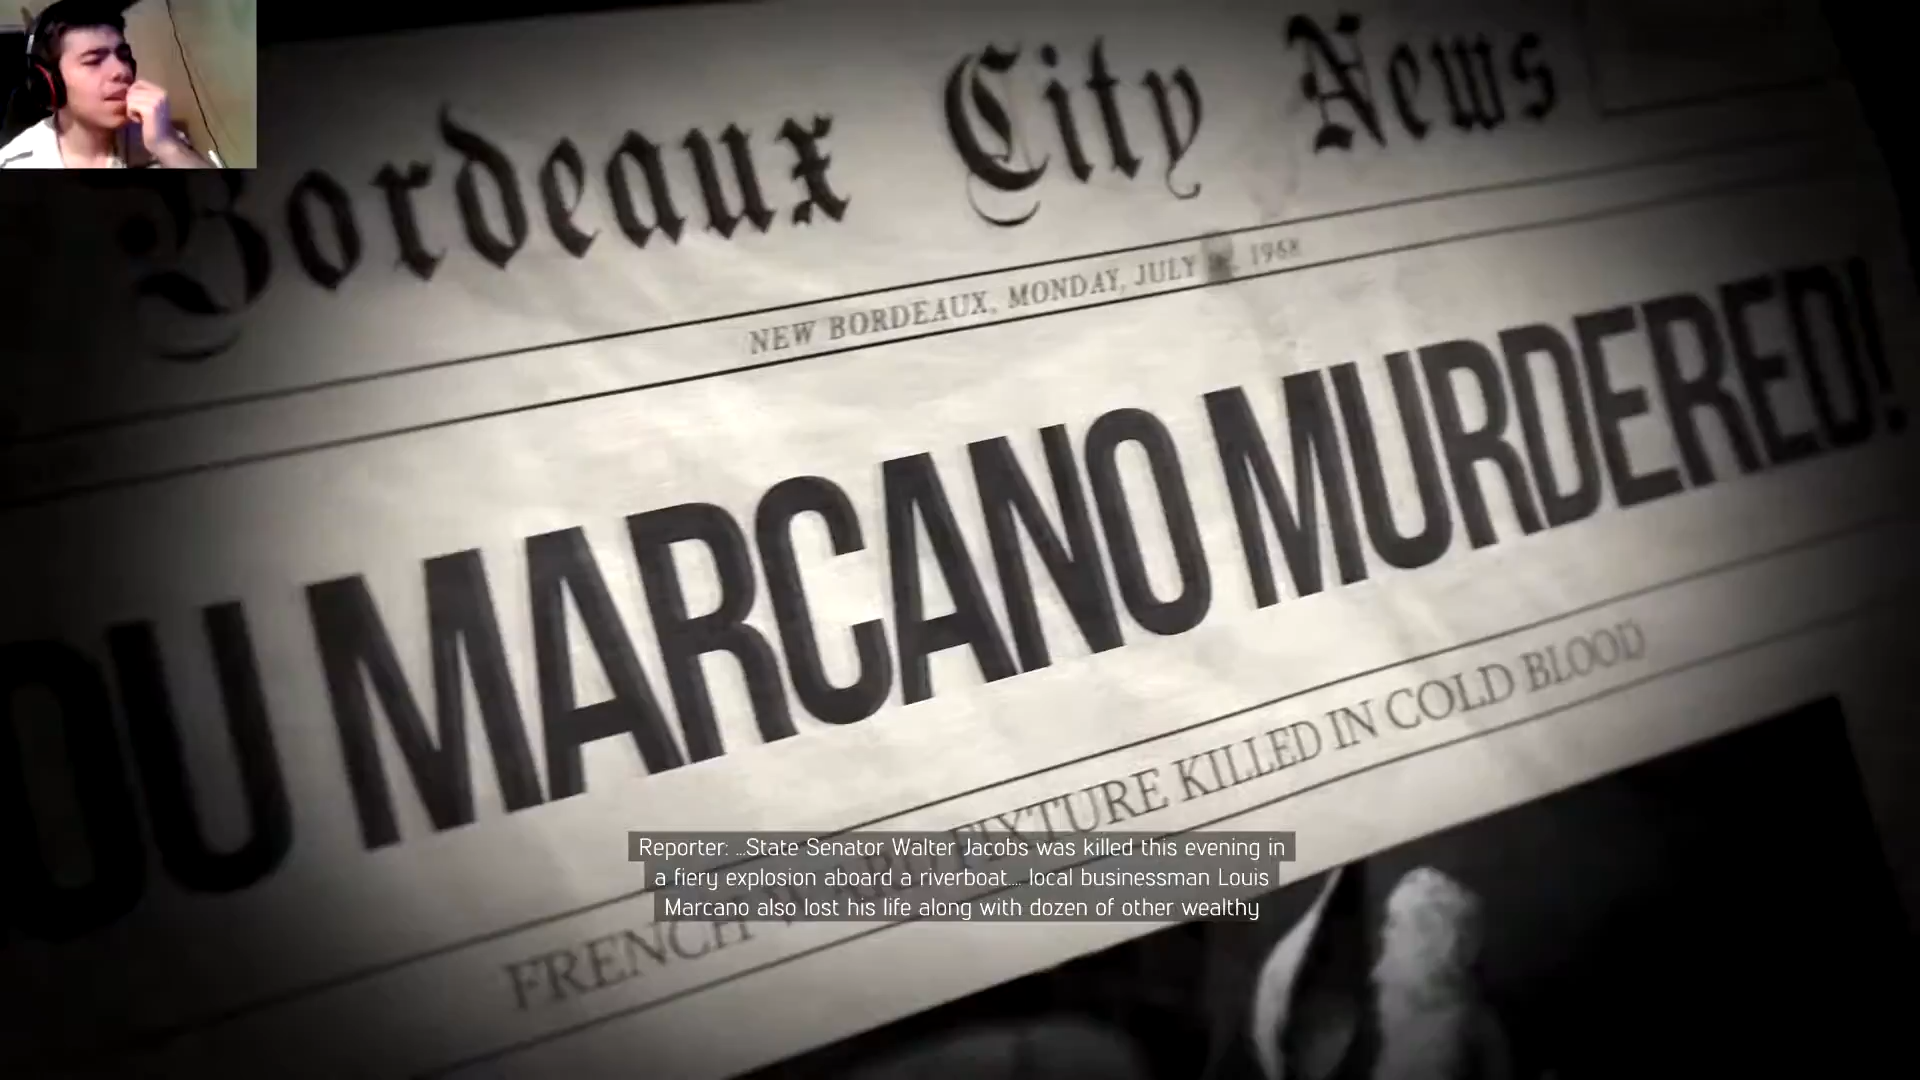 Bordeaux City News
NEW BORDEAUX, MONDAY, JULY 1968
OU MARCANO MURDERED!
FRENCH WARD FIXTURE KILLED IN COLD BLOOD
Reporter: ...State Senator Walter Jacobs was killed this evening in
a fiery explosion aboard a riverboat.... local businessman Louis
Marcano also lost his life along with dozen of other wealthy